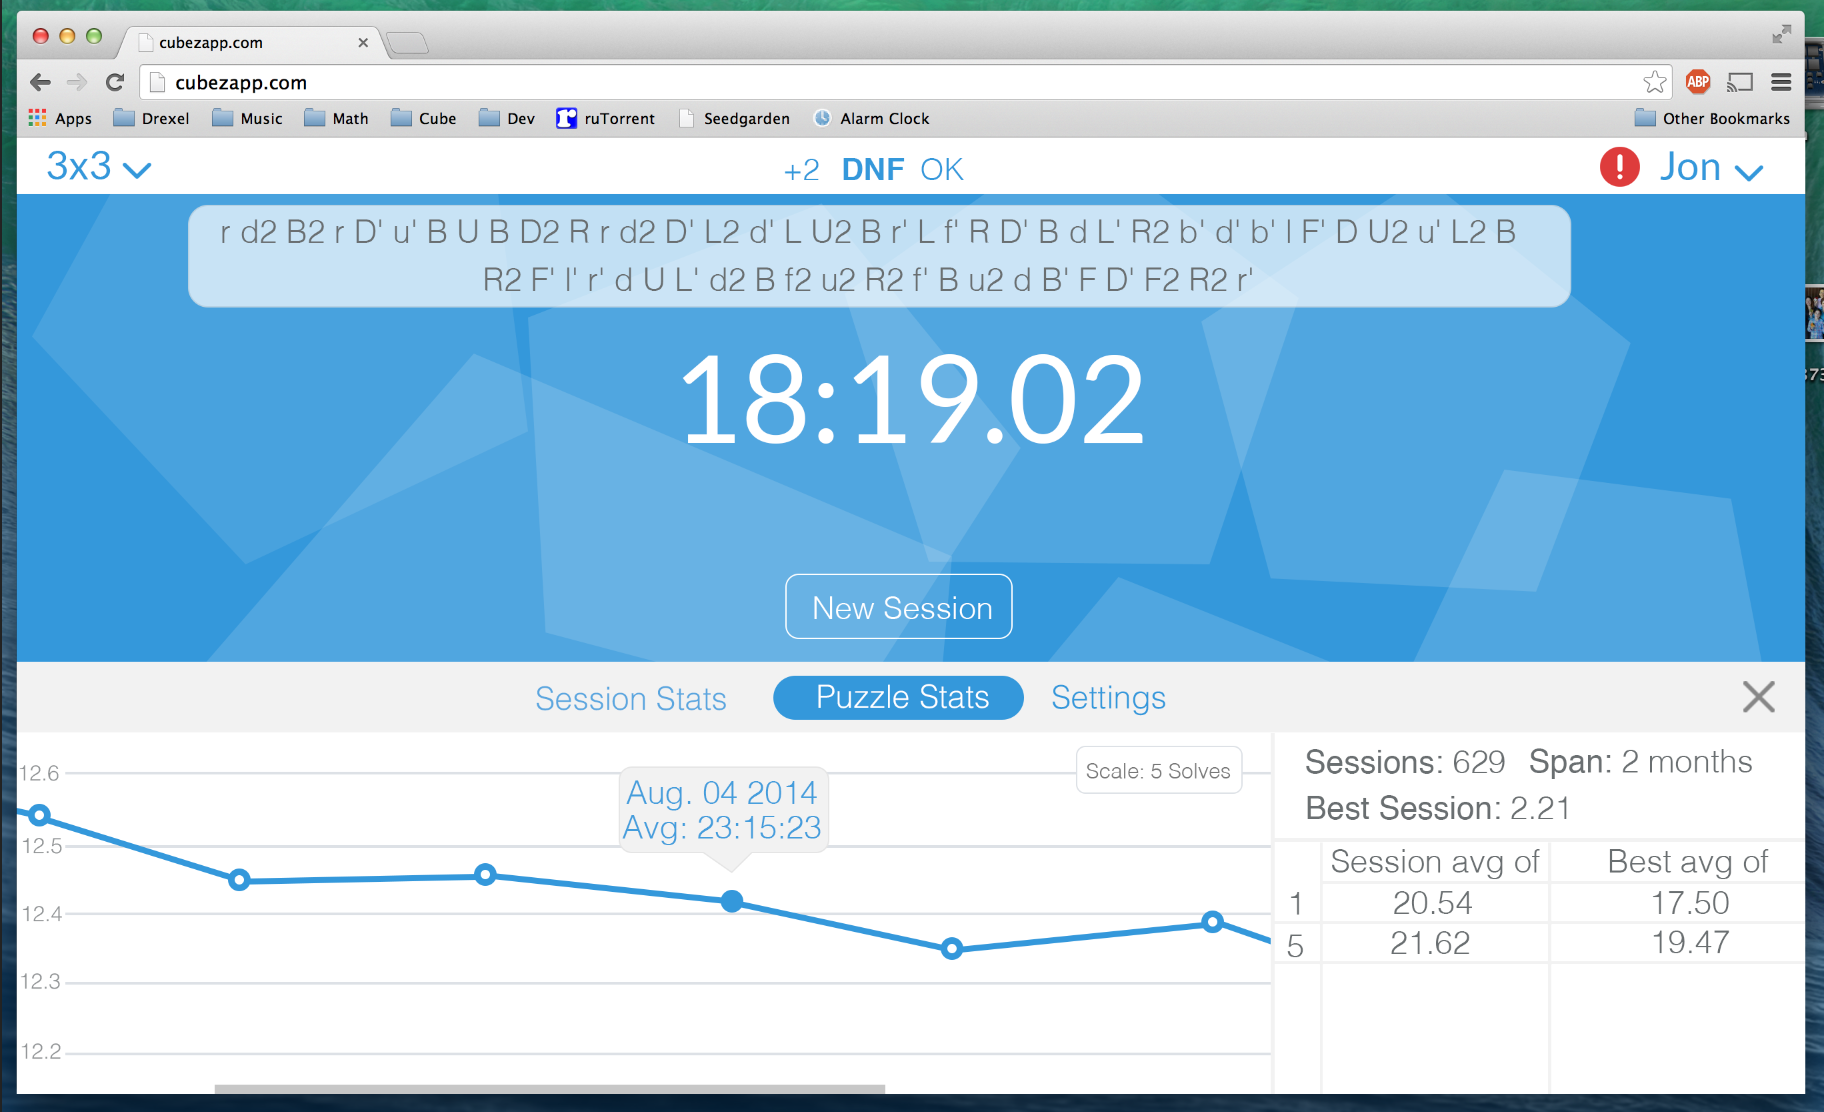 cubezapp.com
cubezapp.com
ABP
Apps Drexel Music Math Cube Dev ruTorrent Seedgarden Alarm Clock Other Bookmarks
3x3 +2 DNF OK ! Jon
r d2 B2 r D' u' B U B D2 R r d2 D' L2 d' L U2 B r' L f' R D' B d L' R2 b' d' b' l F' D U2 u' L2 B
R2 F' l' r' d U L' d2 B f2 u2 R2 f' B u2 d B' F D' F2 R2 r'
18:19.02
New Session
Session Stats Puzzle Stats Settings
12.6
12.5
12.4
12.3
12.2
Aug. 04 2014
Avg: 23:15:23
Scale: 5 Solves
Sessions: 629 Span: 2 months
Best Session: 2.21
Session avg of Best avg of
1 20.54 17.50
5 21.62 19.47